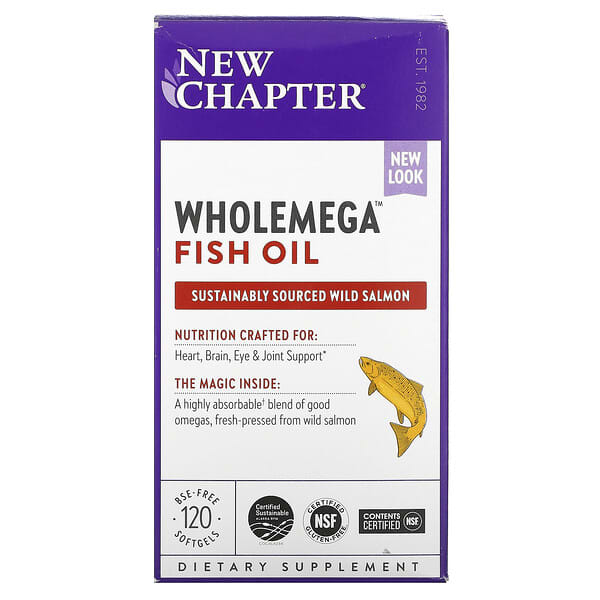 NEW
CHAPTER®
EST. 1982
NEW
LOOK
WHOLEMEGA™
FISH OIL
SUSTAINABLY SOURCED WILD SALMON
NUTRITION CRAFTED FOR:
Heart, Brain, Eye & Joint Support*
THE MAGIC INSIDE:
A highly absorbable† blend of good
omegas, fresh-pressed from wild salmon
BSE-FREE
120
SOFTGELS
Certified Sustainable
ALASKA RFM
NSF
CERTIFIED
GLUTEN-FREE
CONTENTS
CERTIFIED
NSF
DIETARY SUPPLEMENT